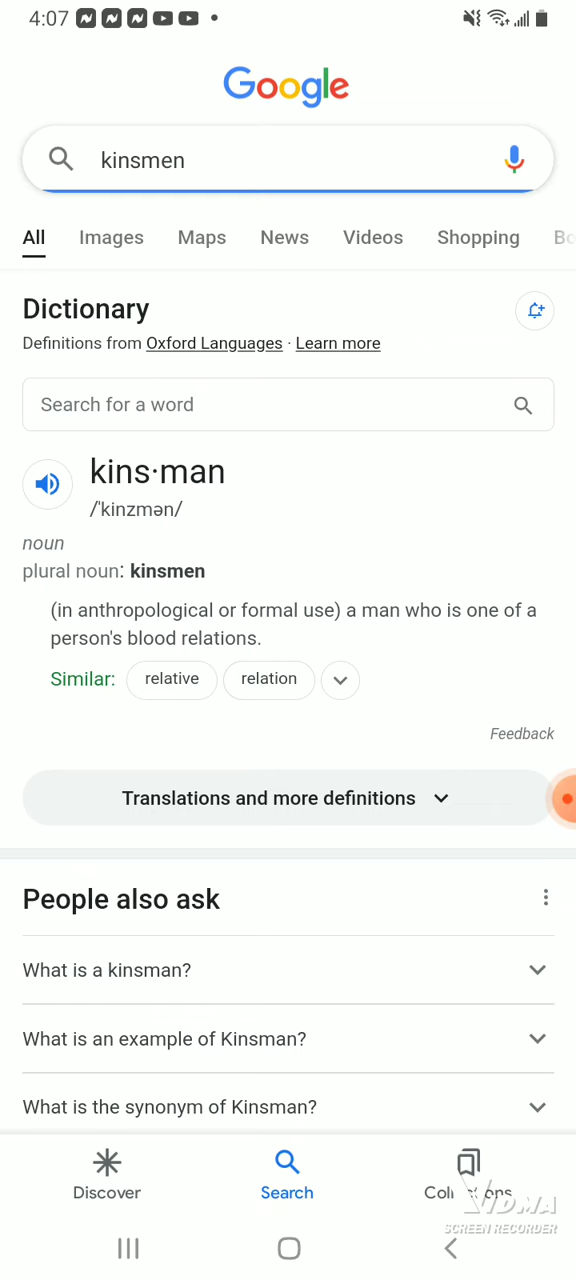 4:07
Google
kinsmen
All Images Maps News Videos Shopping Bo
Dictionary
Definitions from Oxford Languages · Learn more
Search for a word
kins·man
/ˈkinzmən/
noun
plural noun: kinsmen
(in anthropological or formal use) a man who is one of a
person's blood relations.
Similar: relative relation
Feedback
Translations and more definitions
People also ask
What is a kinsman?
What is an example of Kinsman?
What is the synonym of Kinsman?
Discover Search Collections
VIDMA
SCREEN RECORDER